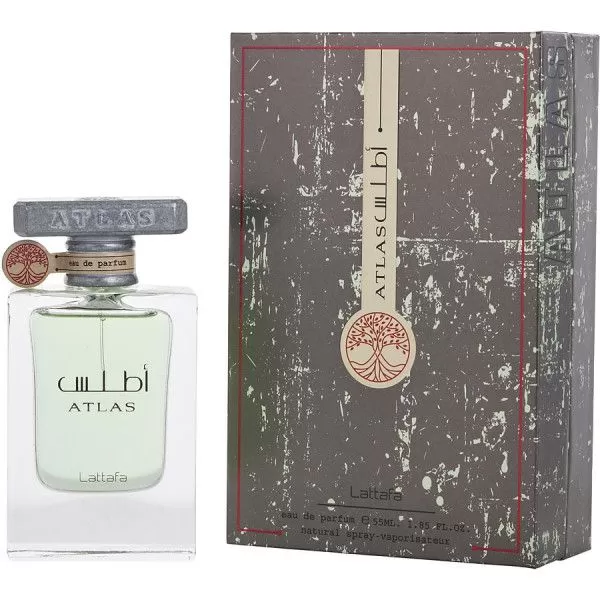 ATLAS
eau de parfum
أطلس
ATLAS
Lattafa
ATLAS أطلس
ATLAS
Lattafa
eau de parfum ℮ 55ML. 1.85 FL.OZ.
natural spray-vaporisateur